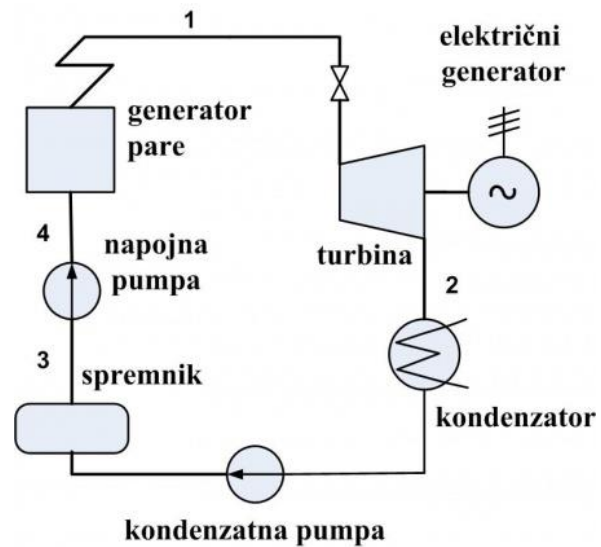 1
električni
generator
generator
pare
4
napojna
pumpa
turbina
2
3
spremnik
kondenzator
kondenzatna pumpa
~